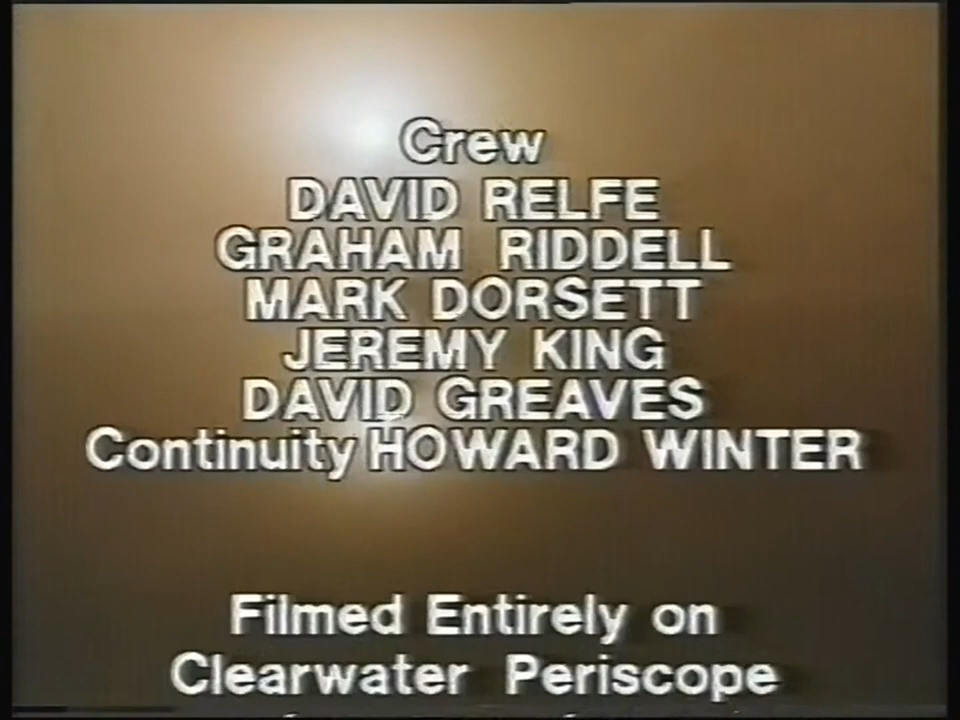 Crew
DAVID RELFE
GRAHAM RIDDELL
MARK DORSETT
JEREMY KING
DAVID GREAVES
Continuity HOWARD WINTER
Filmed Entirely on
Clearwater Periscope